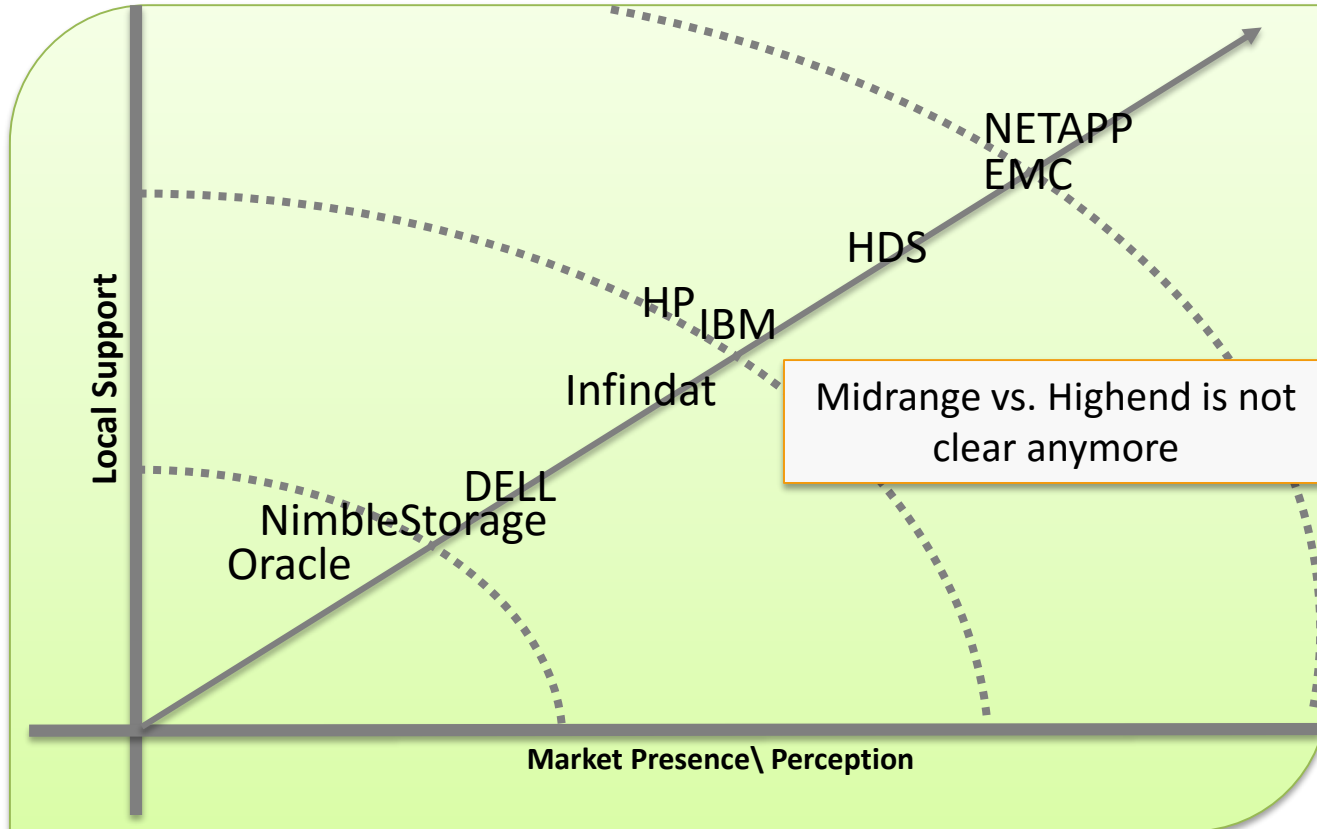 NETAPP
EMC
HDS
HP
IBM
Infindat
Midrange vs. Highend is not
clear anymore
DELL
NimbleStorage
Oracle
Local Support
Market Presence\ Perception